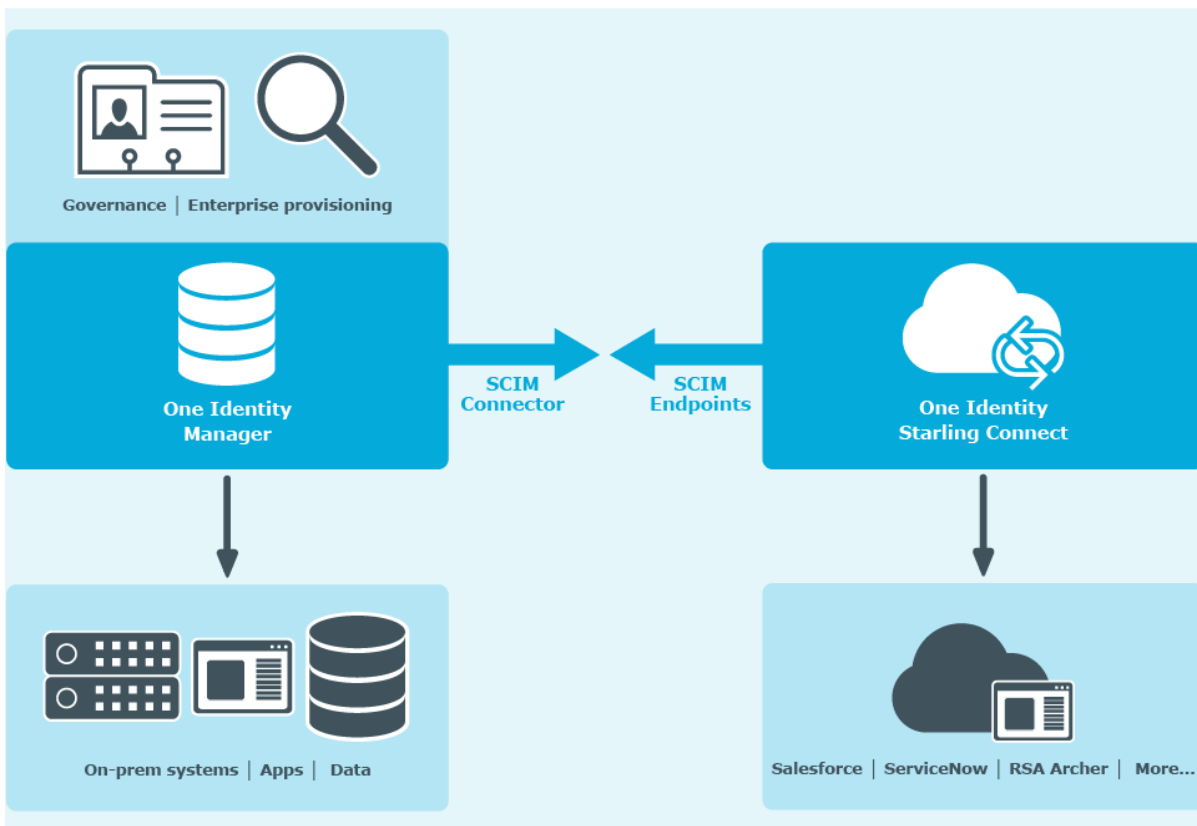 Governance | Enterprise provisioning
One Identity
Manager
SCIM
Connector
SCIM
Endpoints
One Identity
Starling Connect
On-prem systems | Apps | Data
Salesforce | ServiceNow | RSA Archer | More...